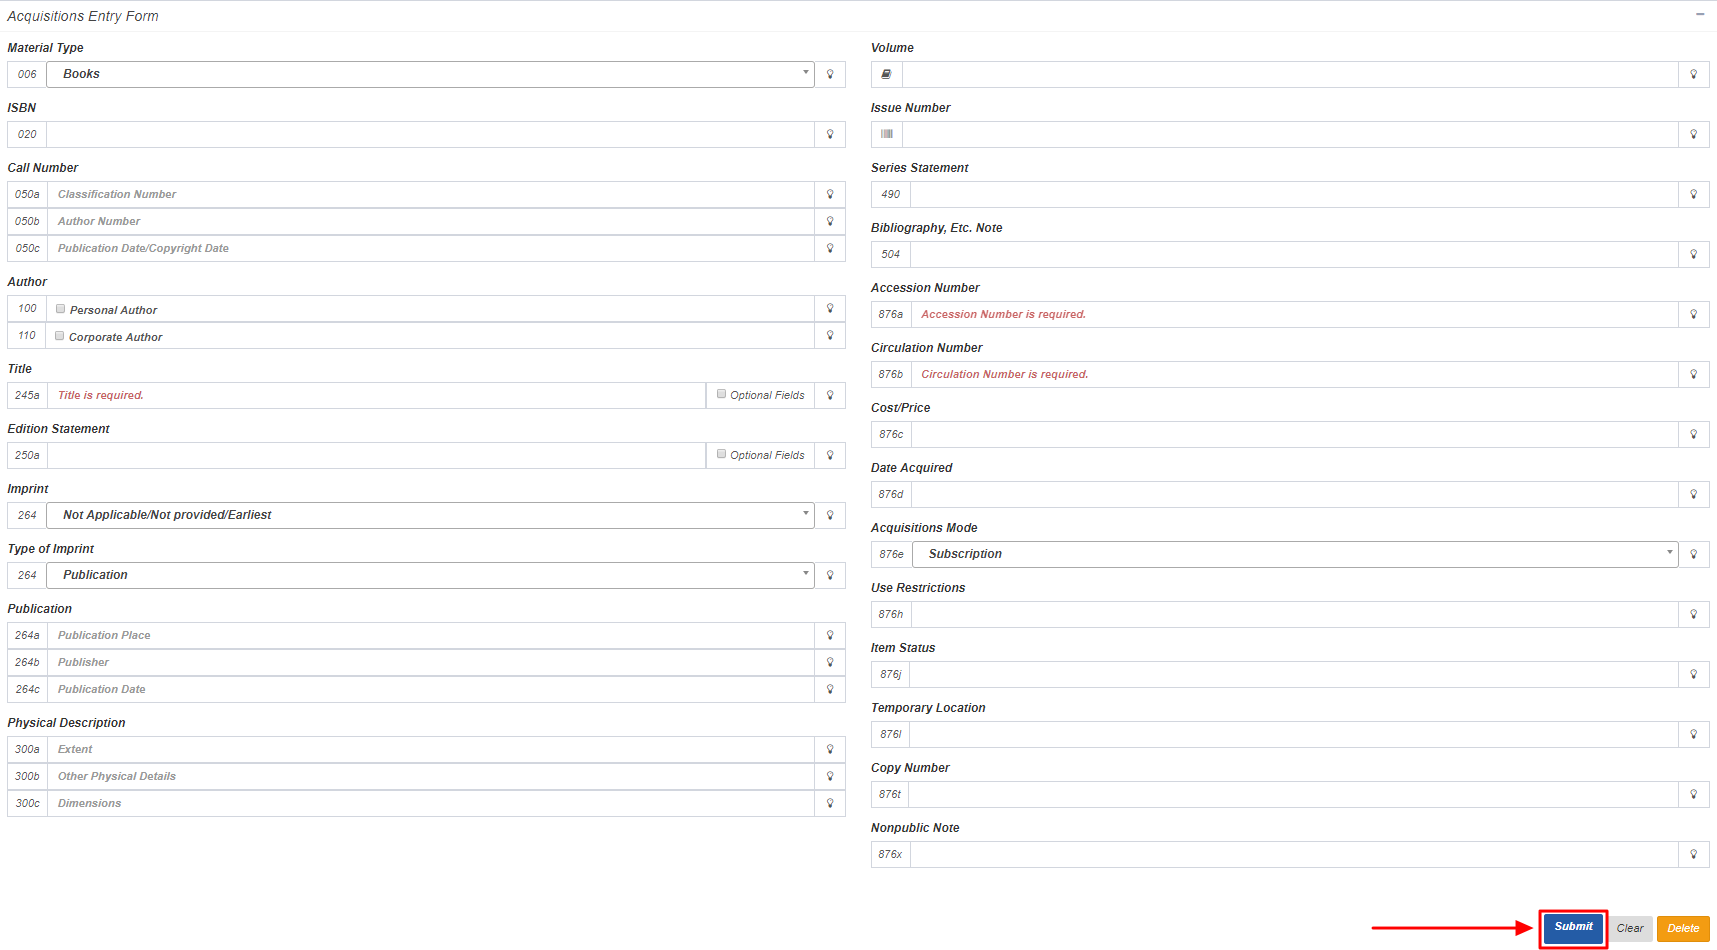 Acquisitions Entry Form
Material Type
006 Books
ISBN
020
Call Number
050a Classification Number
050b Author Number
050c Publication Date/Copyright Date
Author
100 Personal Author
110 Corporate Author
Title
245a Title is required. Optional Fields
Edition Statement
250a Optional Fields
Imprint
264 Not Applicable/Not provided/Earliest
Type of Imprint
264 Publication
Publication
264a Publication Place
264b Publisher
264c Publication Date
Physical Description
300a Extent
300b Other Physical Details
300c Dimensions
Volume
Issue Number
Series Statement
490
Bibliography, Etc. Note
504
Accession Number
876a Accession Number is required.
Circulation Number
876b Circulation Number is required.
Cost/Price
876c
Date Acquired
876d
Acquisitions Mode
876e Subscription
Use Restrictions
876h
Item Status
876j
Temporary Location
876l
Copy Number
876t
Nonpublic Note
876x
Submit Clear Delete